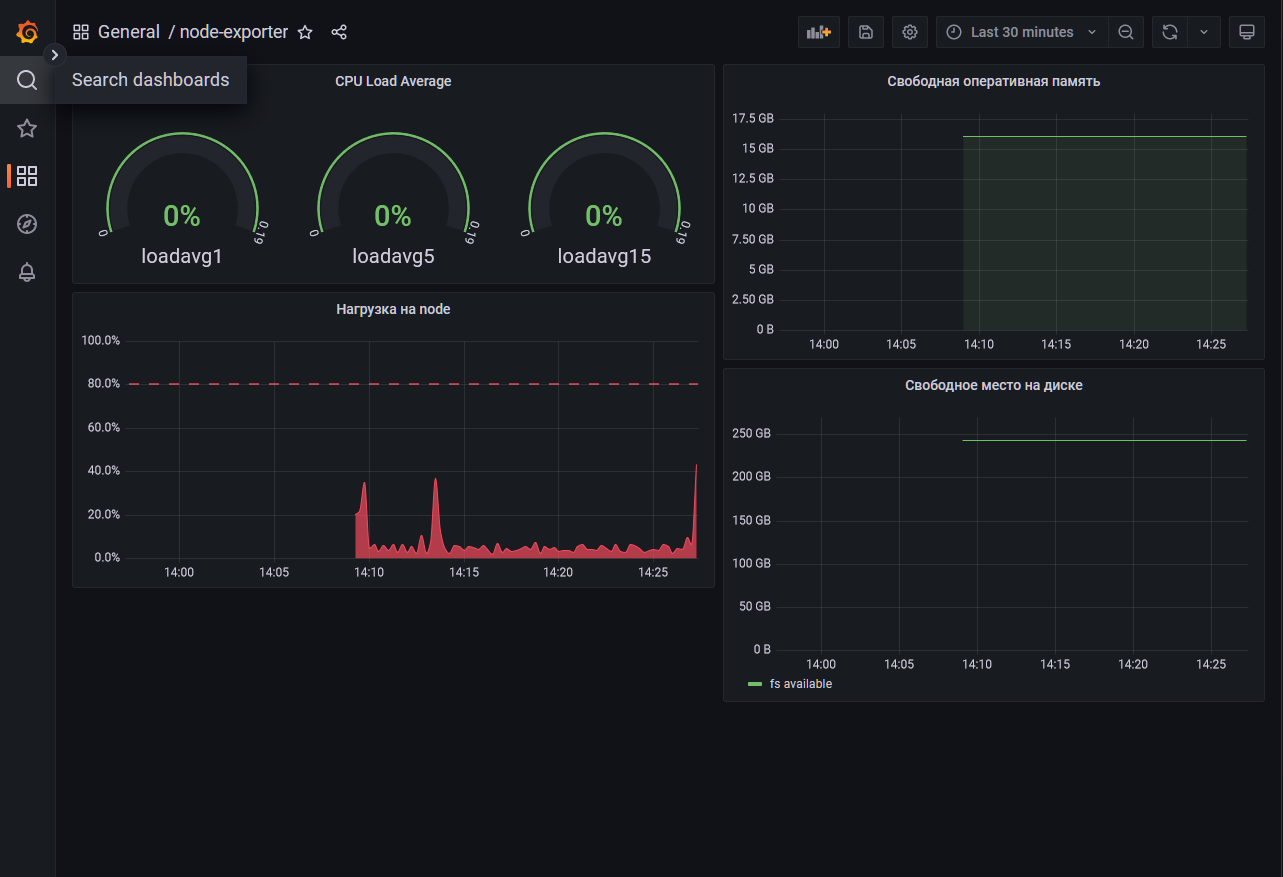 General / node-exporter
Last 30 minutes
Search dashboards
CPU Load Average
0%
0
0.19
loadavg1
0%
0
0.19
loadavg5
0%
0
0.19
loadavg15
Свободная оперативная память
17.5 GB
15 GB
12.5 GB
10 GB
7.50 GB
5 GB
2.50 GB
0 B
14:00 14:05 14:10 14:15 14:20 14:25
Нагрузка на node
100.0%
80.0%
60.0%
40.0%
20.0%
0.0%
14:00 14:05 14:10 14:15 14:20 14:25
Свободное место на диске
250 GB
200 GB
150 GB
100 GB
50 GB
0 B
14:00 14:05 14:10 14:15 14:20 14:25
fs available